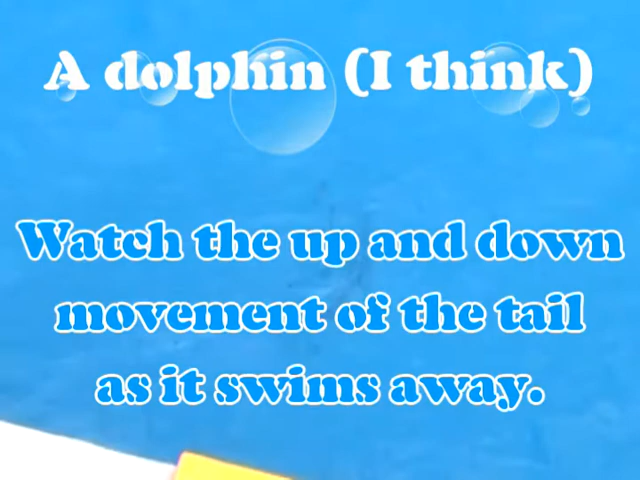 A dolphin (I think)
Watch the up and down
movement of the tail
as it swims away.